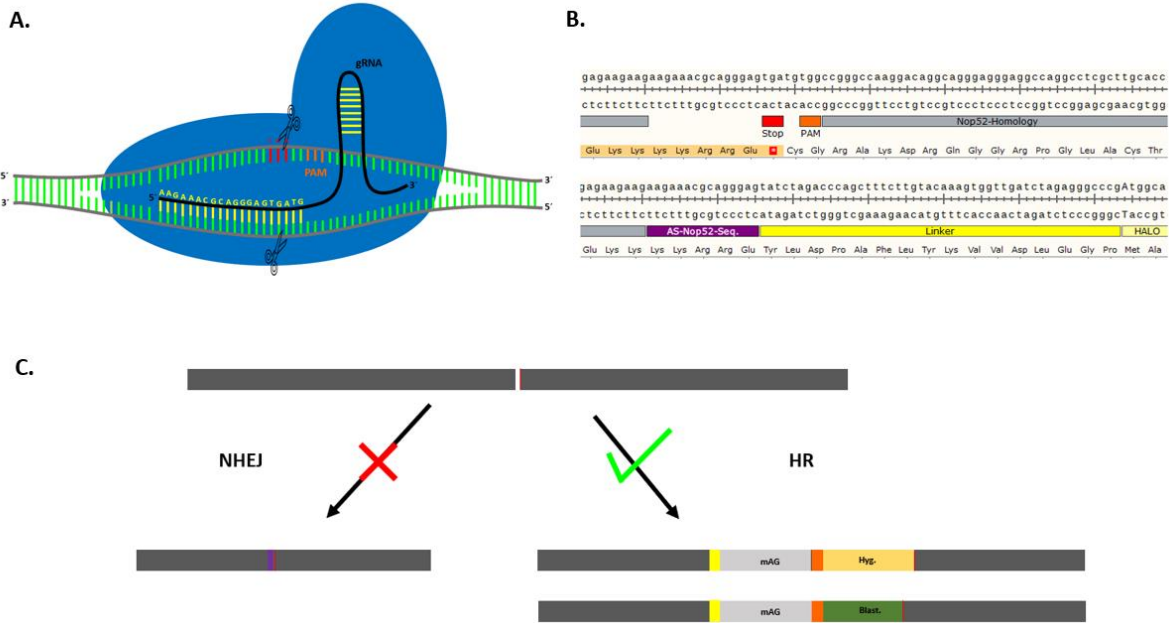 A.
gRNA
PAM
5´ 3´
3´ 5´
5´ AAGAAACGCAGGGAGTGATG 3´
B.
gagaagaagaagaaacgcagggagtgatgtggccgggccaaggacaggcagggagggaggccaggcctcgcttgcacc
ctcttcttcttctttgcgtccctcactacaccggcccggttcctgtccgtccctccctccggtccggagcgaacgtgg
Nop52-Homology
Stop PAM
Glu Lys Lys Lys Lys Arg Arg Glu * Cys Gly Arg Ala Lys Asp Arg Gln Gly Gly Arg Pro Gly Leu Ala Cys Thr
gagaagaagaagaaacgcagggagtatctagacccagctttcttgtacaaagtggttgatctagagggcccgAtggca
ctcttcttcttctttgcgtccctcatagatctgggtcgaaagaacatgtttcaccaactagatctcccgggcTaccgt
AS-Nop52-Seq. Linker HALO
Glu Lys Lys Lys Lys Arg Arg Glu Tyr Leu Asp Pro Ala Phe Leu Tyr Lys Val Val Asp Leu Glu Gly Pro Met Ala
C.
NHEJ HR
mAG Hyg.
mAG Blast.